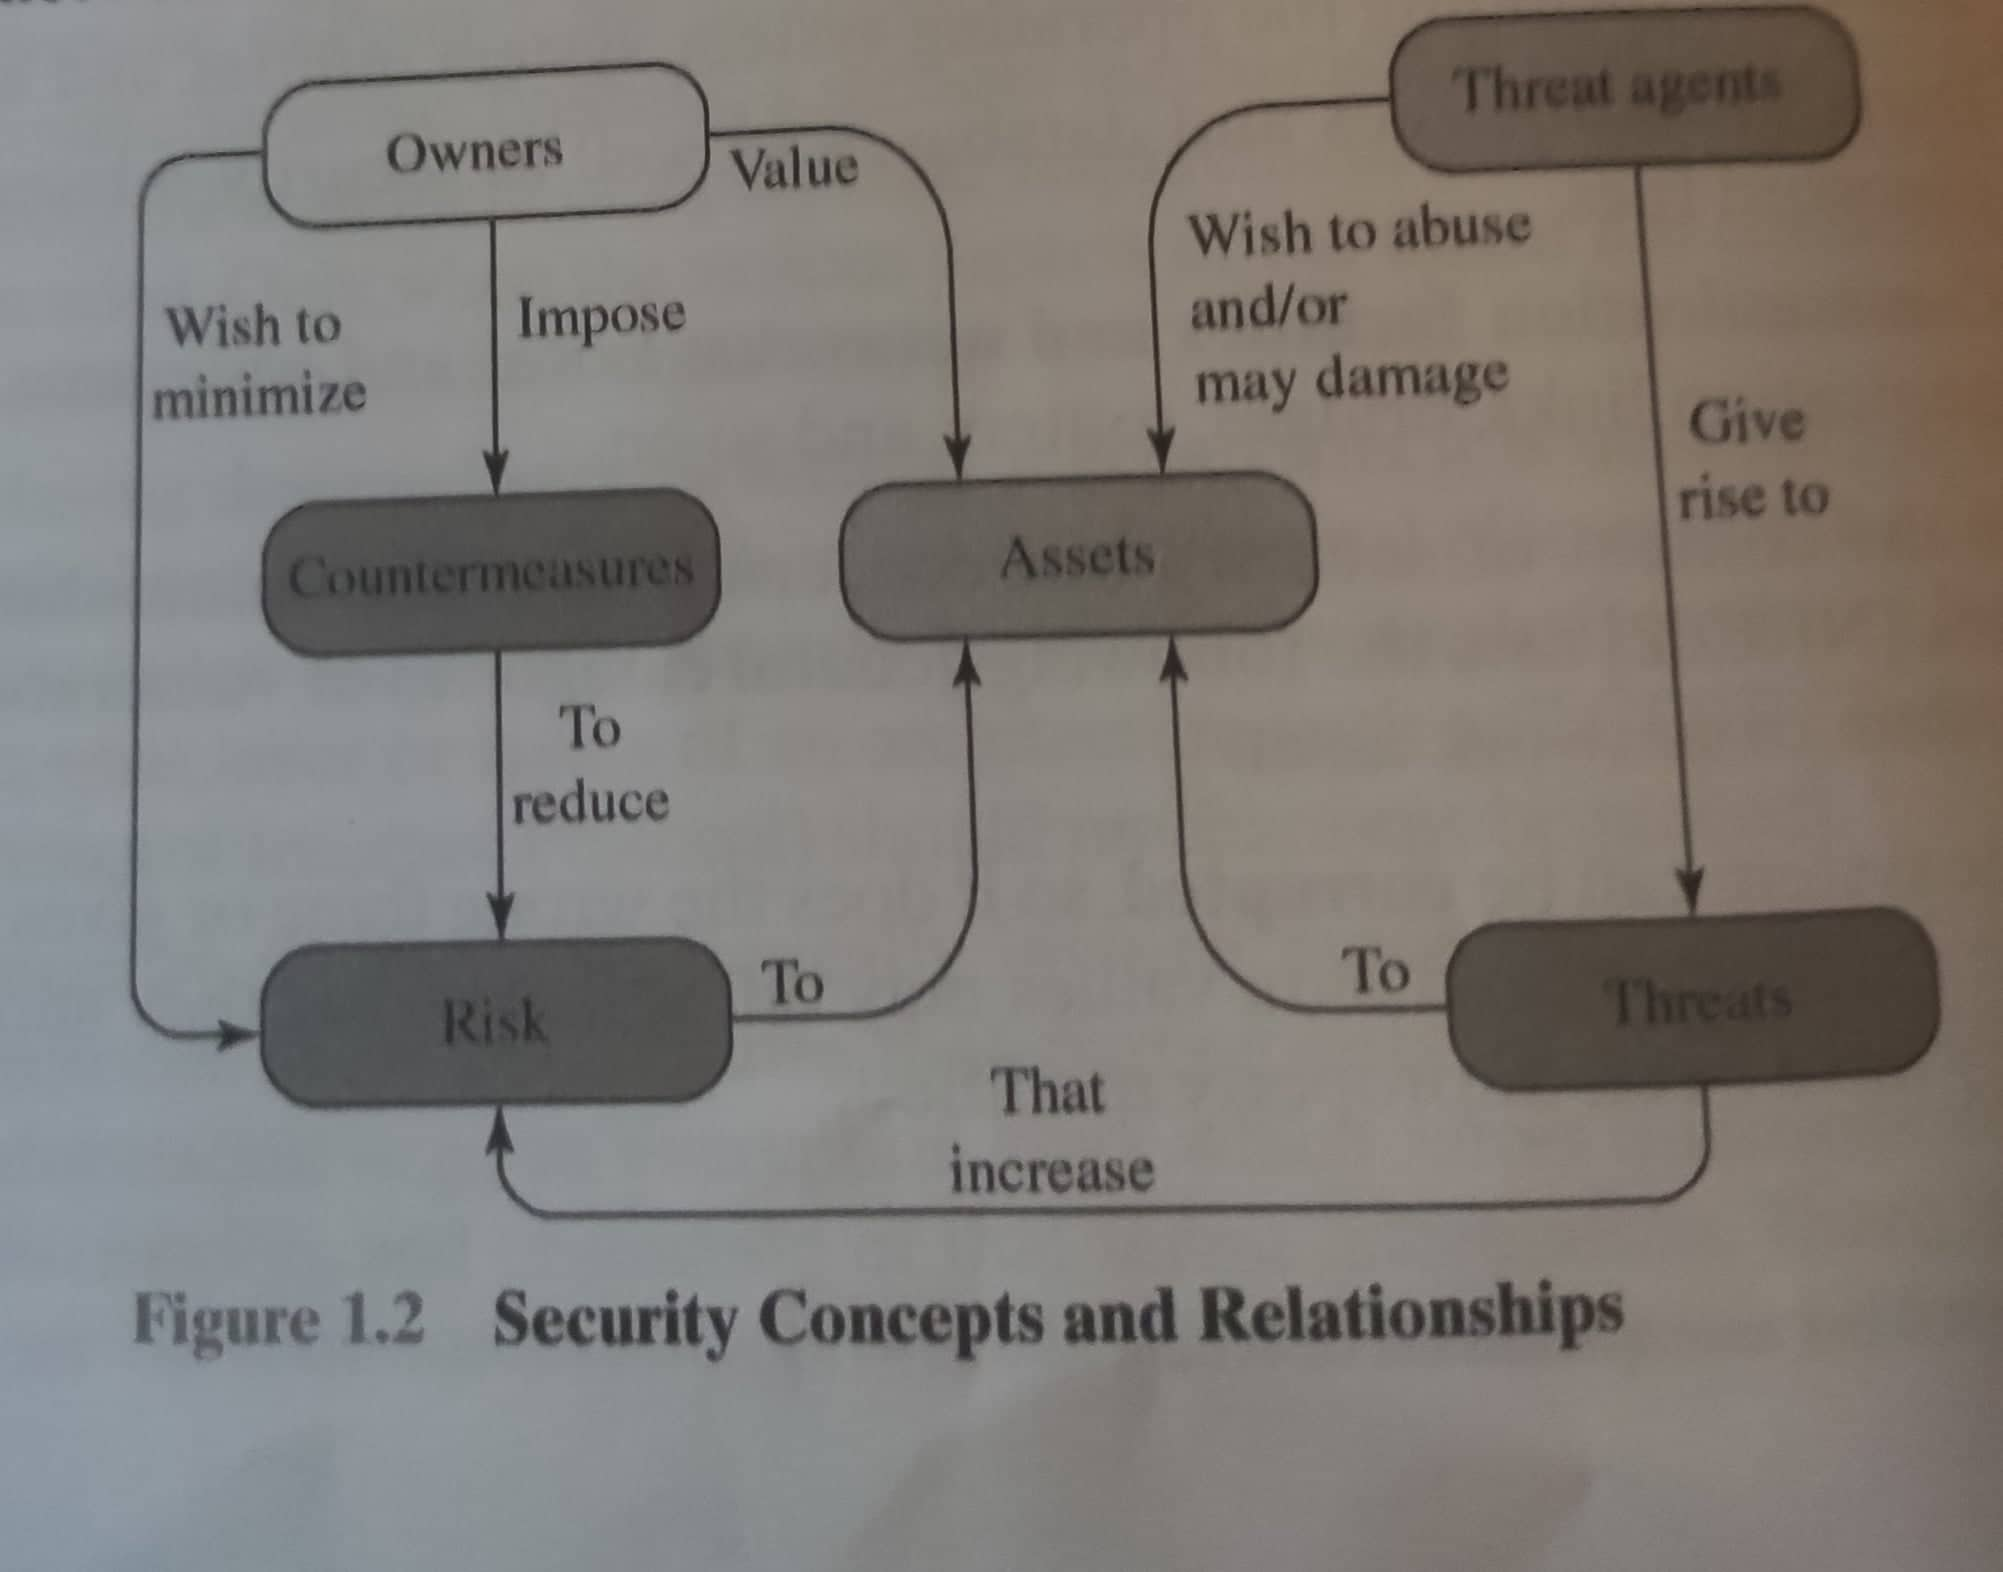 Threat agents
Owners
Value
Wish to abuse
and/or
may damage
Wish to
minimize
Impose
Give
rise to
Countermeasures
Assets
To
reduce
Risk
To
To
Threats
That
increase
Figure 1.2 Security Concepts and Relationships